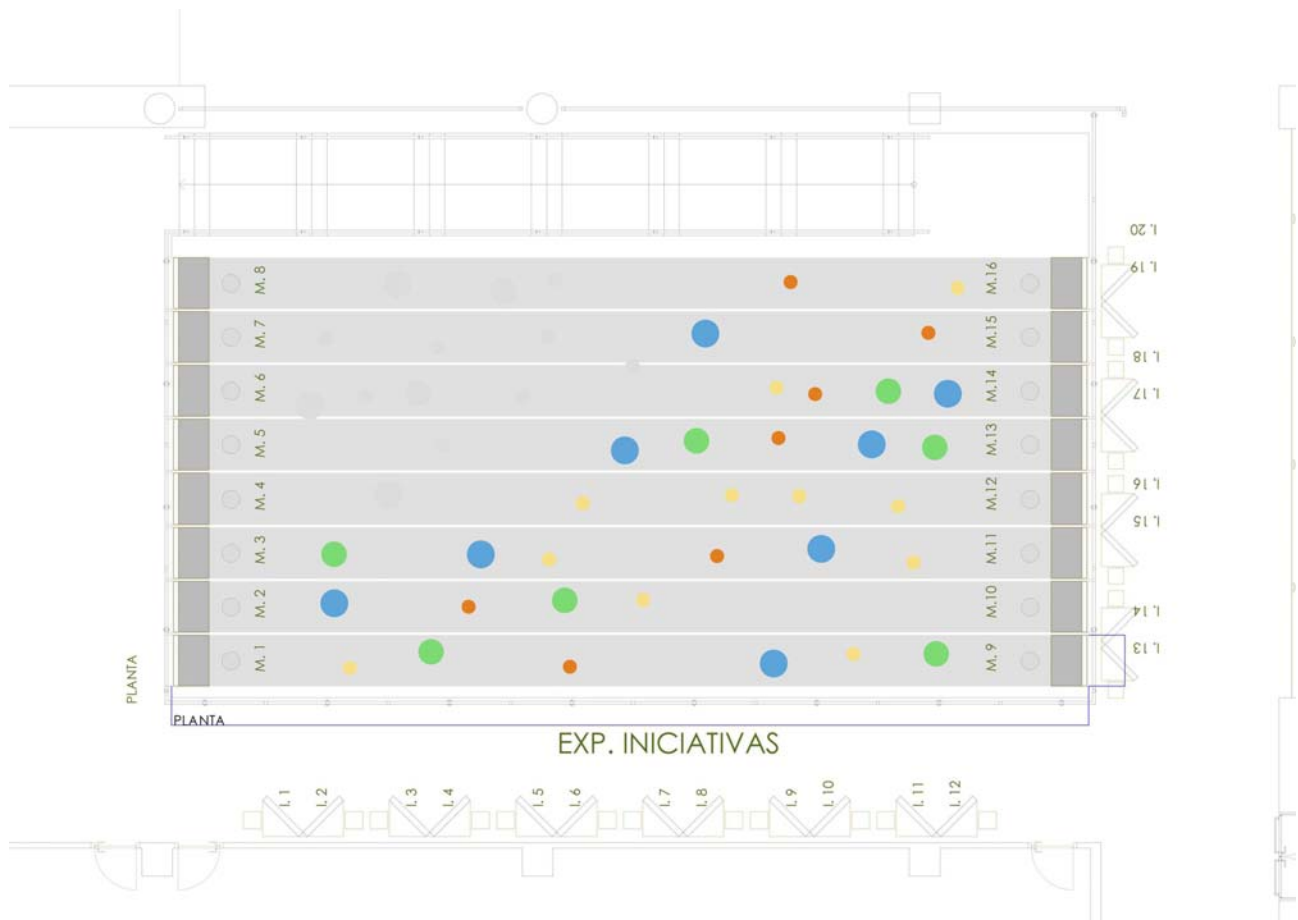 I. 20
M. 8
M.16
I. 19
M. 7
M.15
I. 18
M. 6
M.14
I. 17
M. 5
M.13
M. 4
M.12
I. 16
I. 15
M. 3
M.11
M. 2
M.10
I. 14
M. 1
M. 9
I. 13
PLANTA
PLANTA
EXP. INICIATIVAS
I. 1
I. 2
I. 3
I. 4
I. 5
I. 6
I. 7
I. 8
I. 9
I. 10
I. 11
I. 12